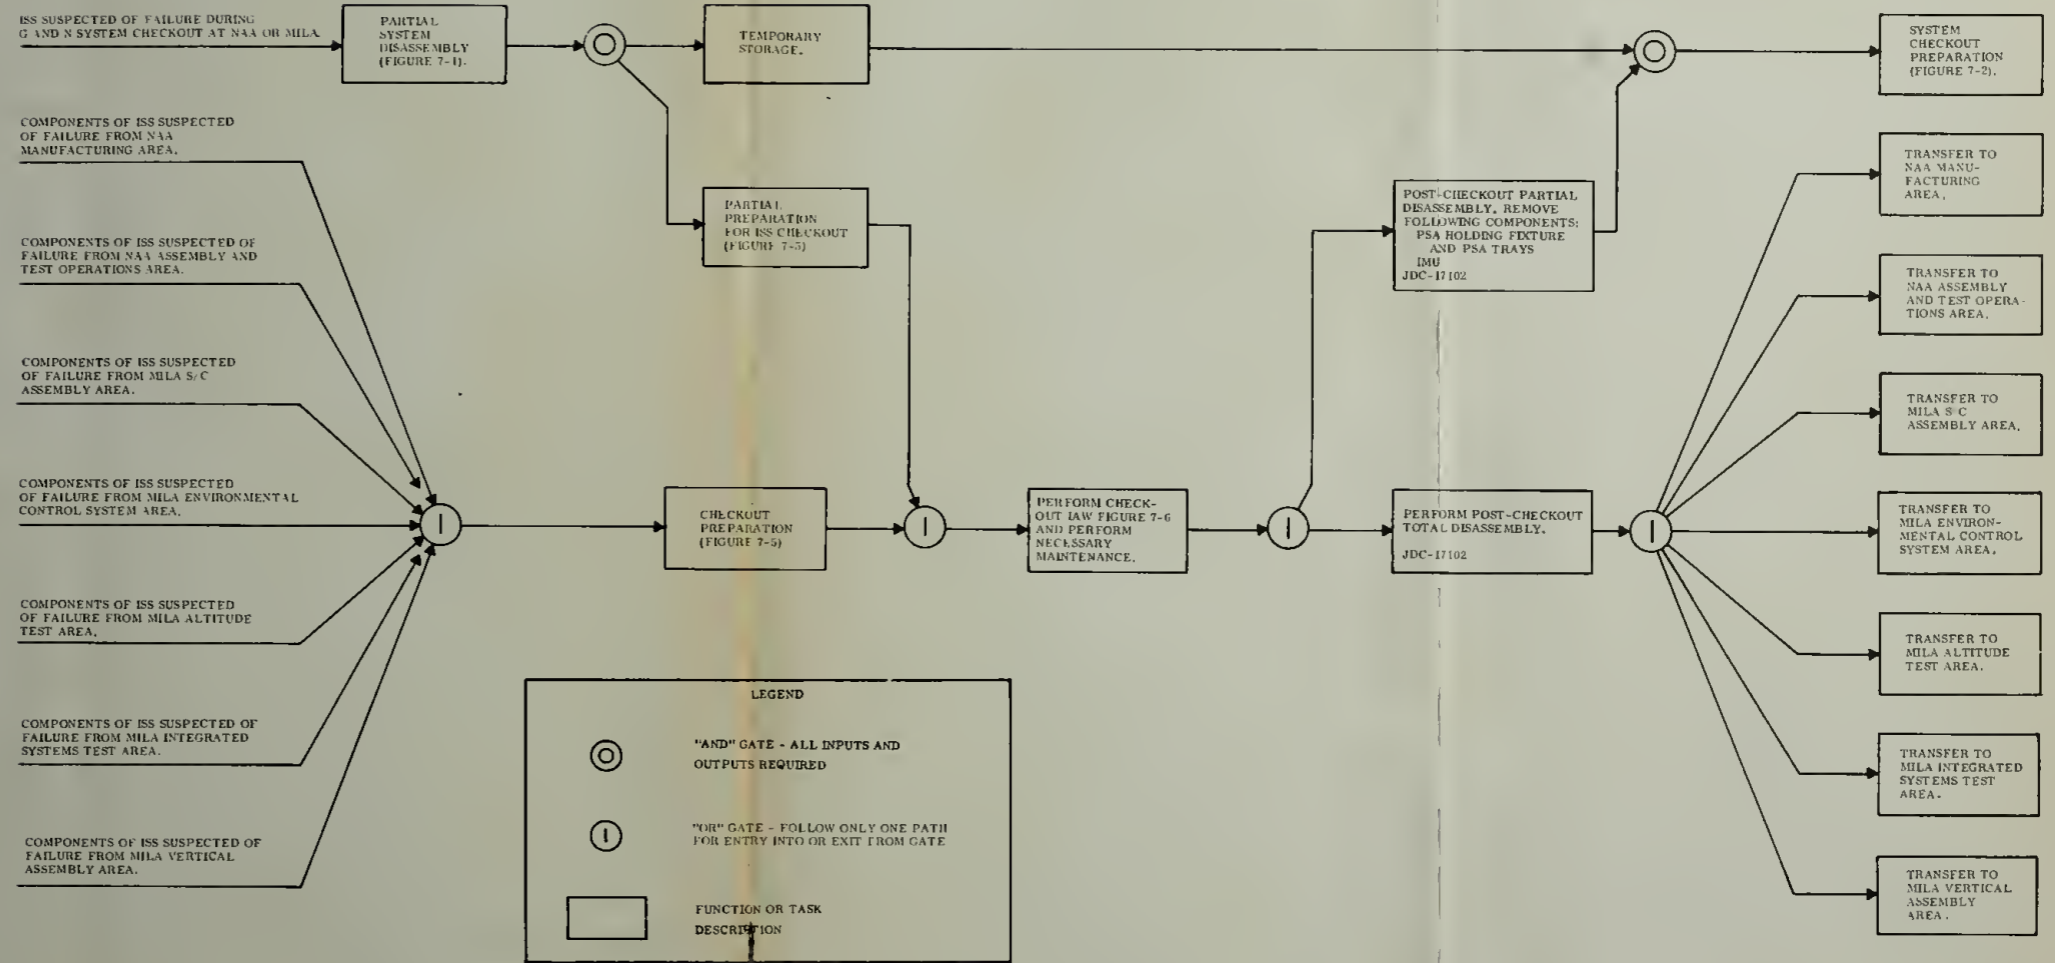 ISS SUSPECTED OF FAILURE DURING
G AND N SYSTEM CHECKOUT AT NAA OR MILA.
PARTIAL
SYSTEM
DISASSEMBLY
(FIGURE 7-4).
TEMPORARY
STORAGE.
SYSTEM
CHECKOUT
PREPARATION
(FIGURE 7-2).
COMPONENTS OF ISS SUSPECTED
OF FAILURE FROM NAA
MANUFACTURING AREA.
TRANSFER TO
NAA MANU-
FACTURING
AREA.
PARTIAL
PREPARATION
FOR ISS CHECKOUT
(FIGURE 7-5)
POST-CHECKOUT PARTIAL
DISASSEMBLY. REMOVE
FOLLOWING COMPONENTS:
PSA HOLDING FIXTURE
AND PSA TRAYS
IMU
JDC-17102
COMPONENTS OF ISS SUSPECTED OF
FAILURE FROM NAA ASSEMBLY AND
TEST OPERATIONS AREA.
TRANSFER TO
NAA ASSEMBLY
AND TEST OPERA-
TIONS AREA.
COMPONENTS OF ISS SUSPECTED
OF FAILURE FROM MILA S/C
ASSEMBLY AREA.
TRANSFER TO
MILA S/C
ASSEMBLY AREA.
COMPONENTS OF ISS SUSPECTED
OF FAILURE FROM MILA ENVIRONMENTAL
CONTROL SYSTEM AREA.
CHECKOUT
PREPARATION
(FIGURE 7-5)
PERFORM CHECK-
OUT IAW FIGURE 7-6
AND PERFORM
NECESSARY
MAINTENANCE.
PERFORM POST-CHECKOUT
TOTAL DISASSEMBLY.
JDC-17102
TRANSFER TO
MILA ENVIRON-
MENTAL CONTROL
SYSTEM AREA.
COMPONENTS OF ISS SUSPECTED
OF FAILURE FROM MILA ALTITUDE
TEST AREA.
TRANSFER TO
MILA ALTITUDE
TEST AREA.
COMPONENTS OF ISS SUSPECTED OF
FAILURE FROM MILA INTEGRATED
SYSTEMS TEST AREA.
TRANSFER TO
MILA INTEGRATED
SYSTEMS TEST
AREA.
COMPONENTS OF ISS SUSPECTED OF
FAILURE FROM MILA VERTICAL
ASSEMBLY AREA.
TRANSFER TO
MILA VERTICAL
ASSEMBLY
AREA.
LEGEND
"AND" GATE - ALL INPUTS AND
OUTPUTS REQUIRED
"OR" GATE - FOLLOW ONLY ONE PATH
FOR ENTRY INTO OR EXIT FROM GATE
FUNCTION OR TASK
DESCRIPTION